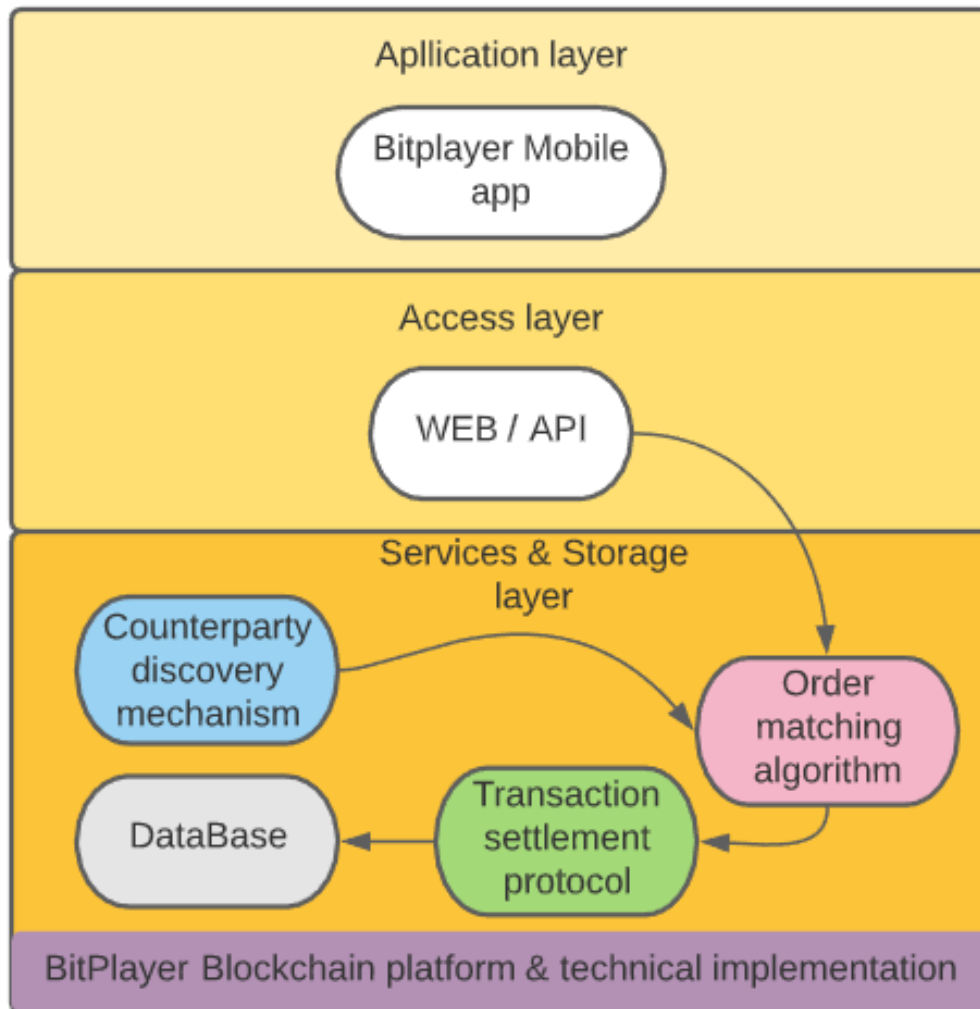 Apllication layer
Bitplayer Mobile
app
Access layer
WEB / API
Services & Storage
layer
Counterparty
discovery
mechanism
Order
matching
algorithm
Transaction
settlement
protocol
DataBase
BitPlayer Blockchain platform & technical implementation